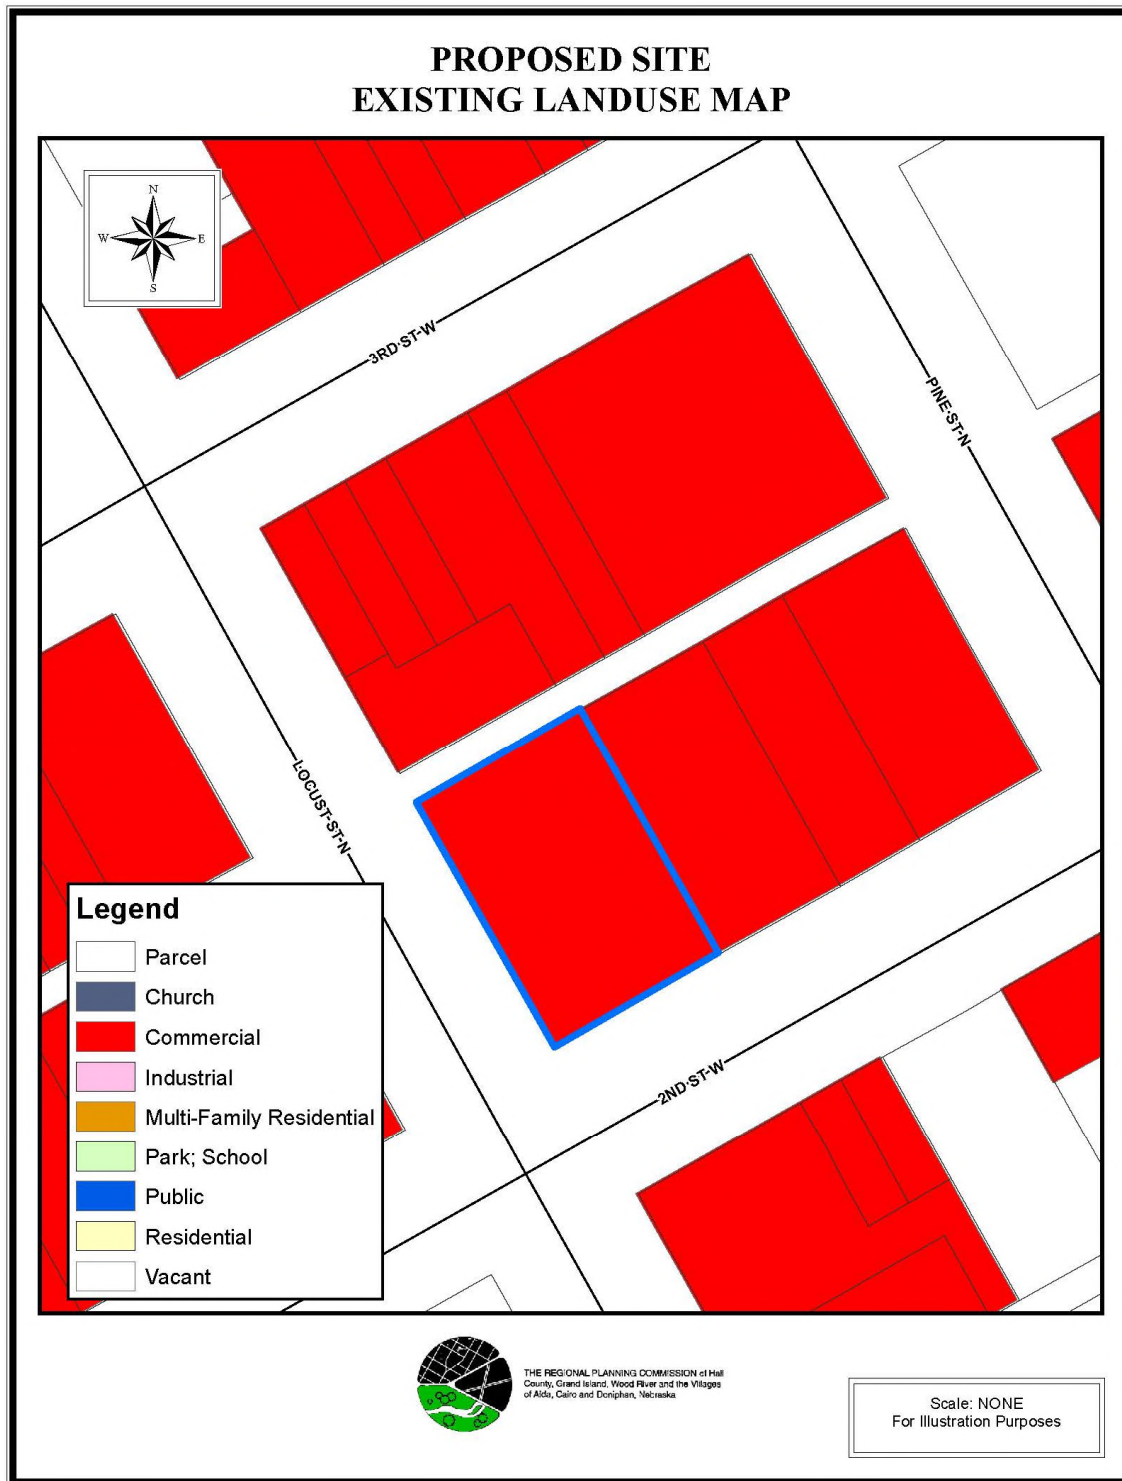 PROPOSED SITE
EXISTING LANDUSE MAP
N
W
E
S
3RD ST W
PINE ST N
LOCUST ST N
2ND ST W
Legend
Parcel
Church
Commercial
Industrial
Multi-Family Residential
Park; School
Public
Residential
Vacant
THE REGIONAL PLANNING COMMISSION of Hall
County, Grand Island, Wood River and the Villages
of Alda, Cairo and Doniphan, Nebraska
Scale: NONE
For Illustration Purposes